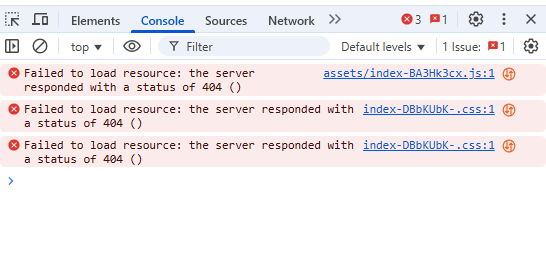 Elements Console Sources Network 3 1
top Filter Default levels 1 Issue: 1
Failed to load resource: the server assets/index-BA3Hk3cx.js:1
responded with a status of 404 ()
Failed to load resource: the server responded with index-DBbKUbK-.css:1
a status of 404 ()
Failed to load resource: the server responded with index-DBbKUbK-.css:1
a status of 404 ()